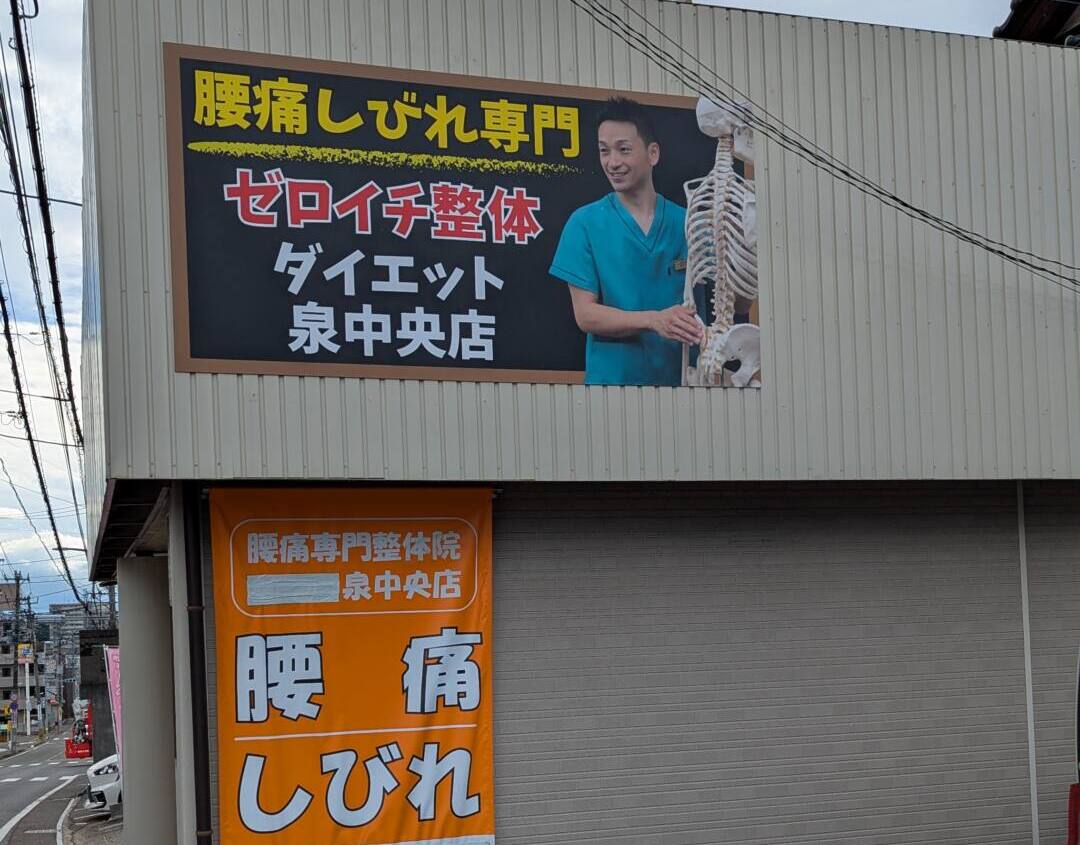 腰痛しびれ専門
ゼロイチ整体
ダイエット
泉中央店
腰痛専門整体院
泉中央店
腰 痛
しびれ